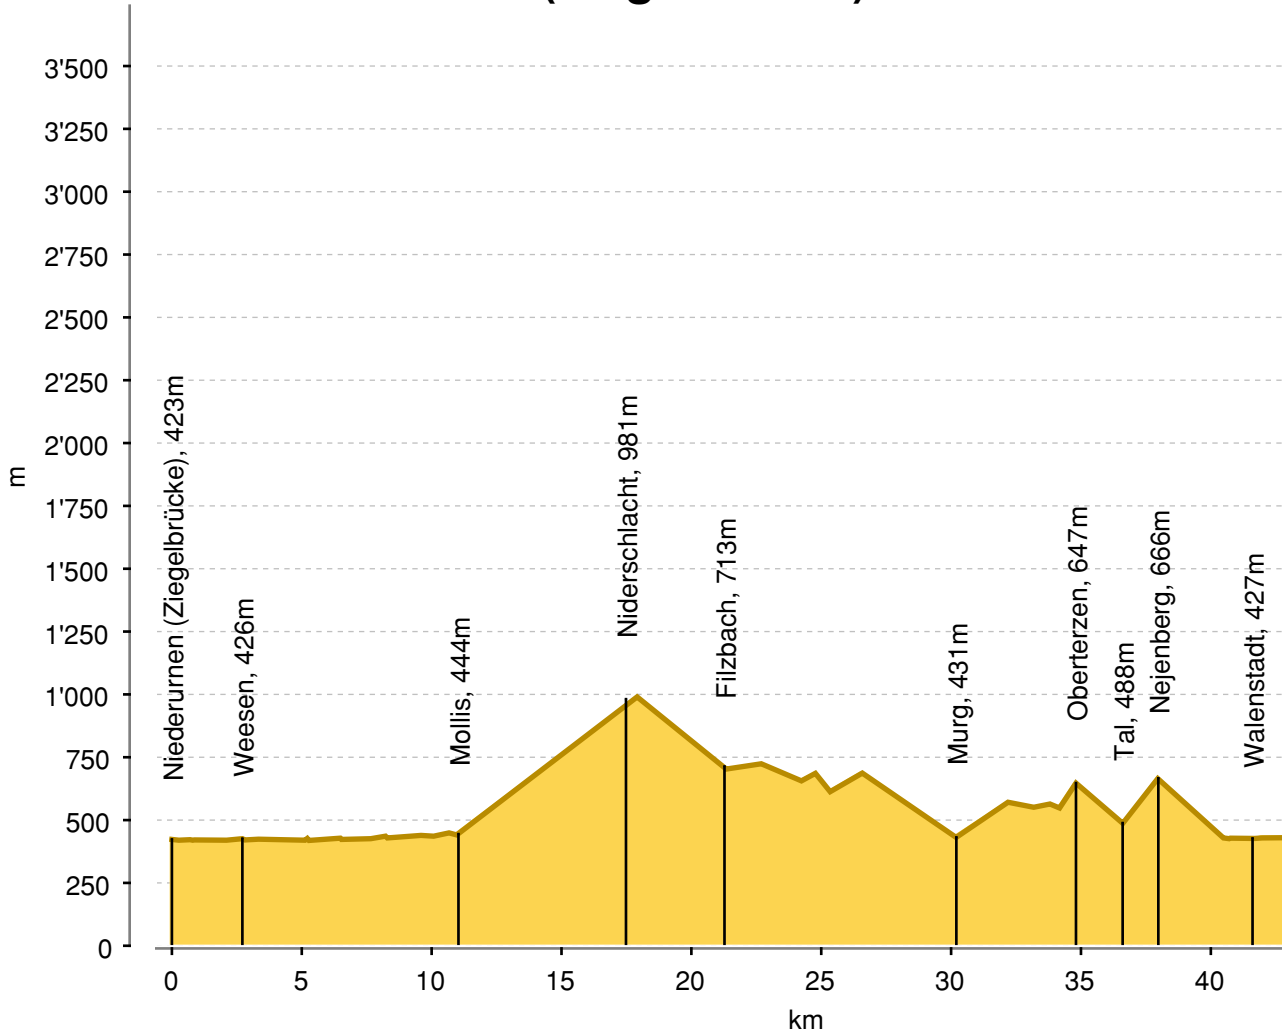 3'500
3'250
3'000
2'750
2'500
2'250
2'000
1'750
1'500
1'250
1'000
750
500
250
0
m
Niederurnen (Ziegelbrücke), 423m
Weesen, 426m
Mollis, 444m
Niderschlacht, 981m
Filzbach, 713m
Murg, 431m
Oberterzen, 647m
Tal, 488m
Nejenberg, 666m
Walenstadt, 427m
0 5 10 15 20 25 30 35 40
km